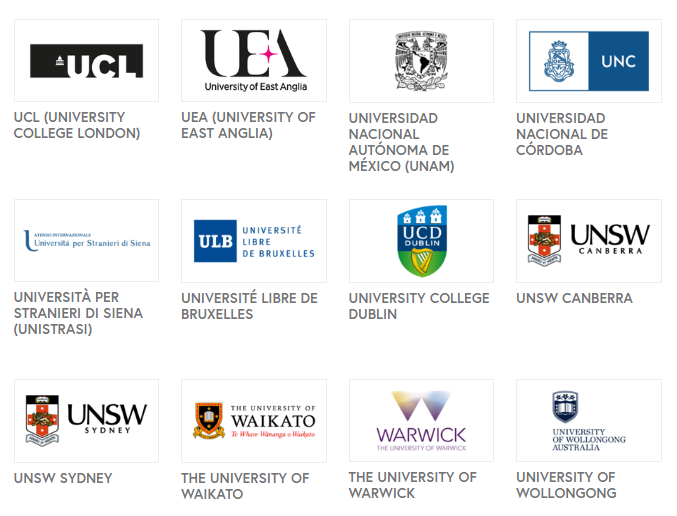 UCL
UCL (UNIVERSITY
COLLEGE LONDON)
UEA
University of East Anglia
UEA (UNIVERSITY OF
EAST ANGLIA)
UNIVERSIDAD
NACIONAL
AUTÓNOMA DE
MÉXICO (UNAM)
UNC
UNIVERSIDAD
NACIONAL DE
CÓRDOBA
ATENEO INTERNAZIONALE
Università per Stranieri di Siena
UNIVERSITÀ PER
STRANIERI DI SIENA
(UNISTRASI)
ULB
UNIVERSITÉ
LIBRE
DE BRUXELLES
UNIVERSITÉ LIBRE DE
BRUXELLES
UCD
DUBLIN
UNIVERSITY COLLEGE
DUBLIN
UNSW
CANBERRA
UNSW CANBERRA
UNSW
SYDNEY
UNSW SYDNEY
THE UNIVERSITY OF
WAIKATO
Te Whare Wānanga o Waikato
THE UNIVERSITY OF
WAIKATO
WARWICK
THE UNIVERSITY OF WARWICK
THE UNIVERSITY OF
WARWICK
UNIVERSITY
OF WOLLONGONG
AUSTRALIA
UNIVERSITY OF
WOLLONGONG